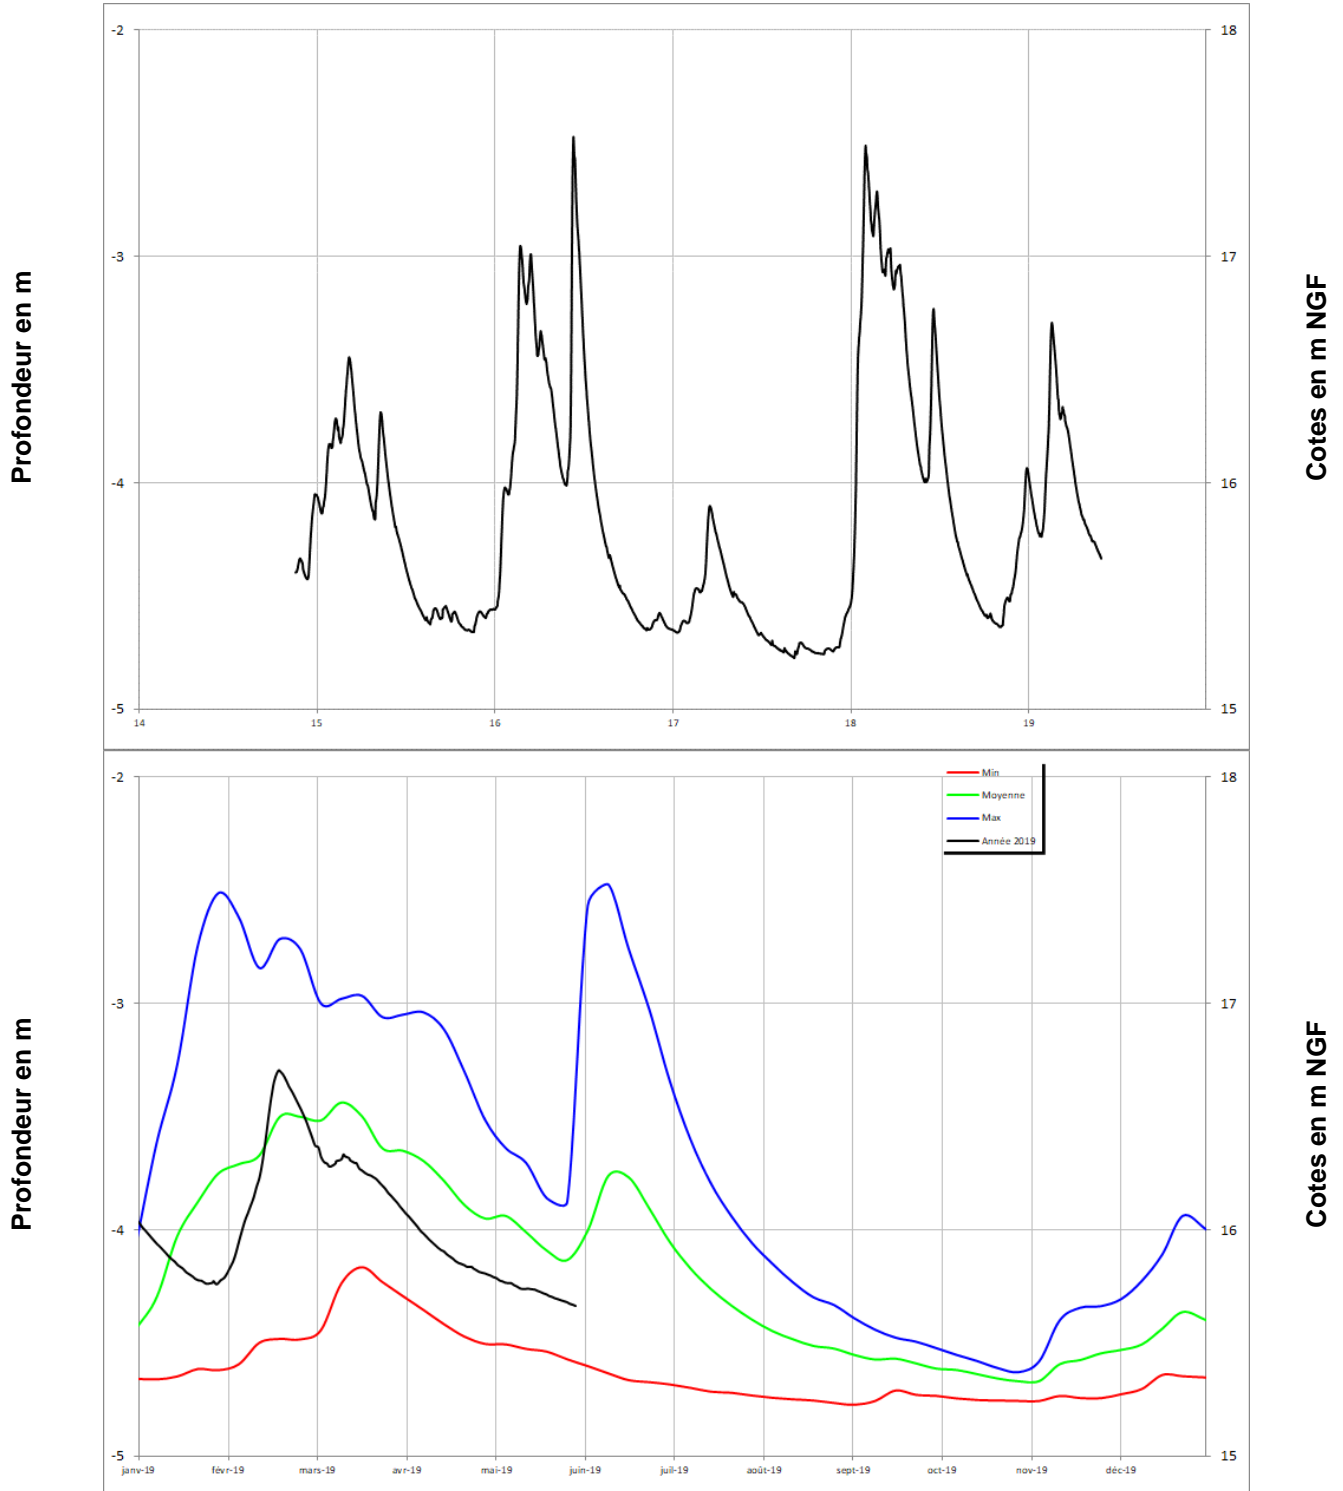 -2
18
-3
17
-4
16
-5
15
14
15
16
17
18
19
Profondeur en m
Cotes en m NGF
-2
18
Min
Moyenne
Max
Année 2019
-3
17
-4
16
-5
15
janv-19
févr-19
mars-19
avr-19
mai-19
juin-19
juil-19
août-19
sept-19
oct-19
nov-19
déc-19
Profondeur en m
Cotes en m NGF